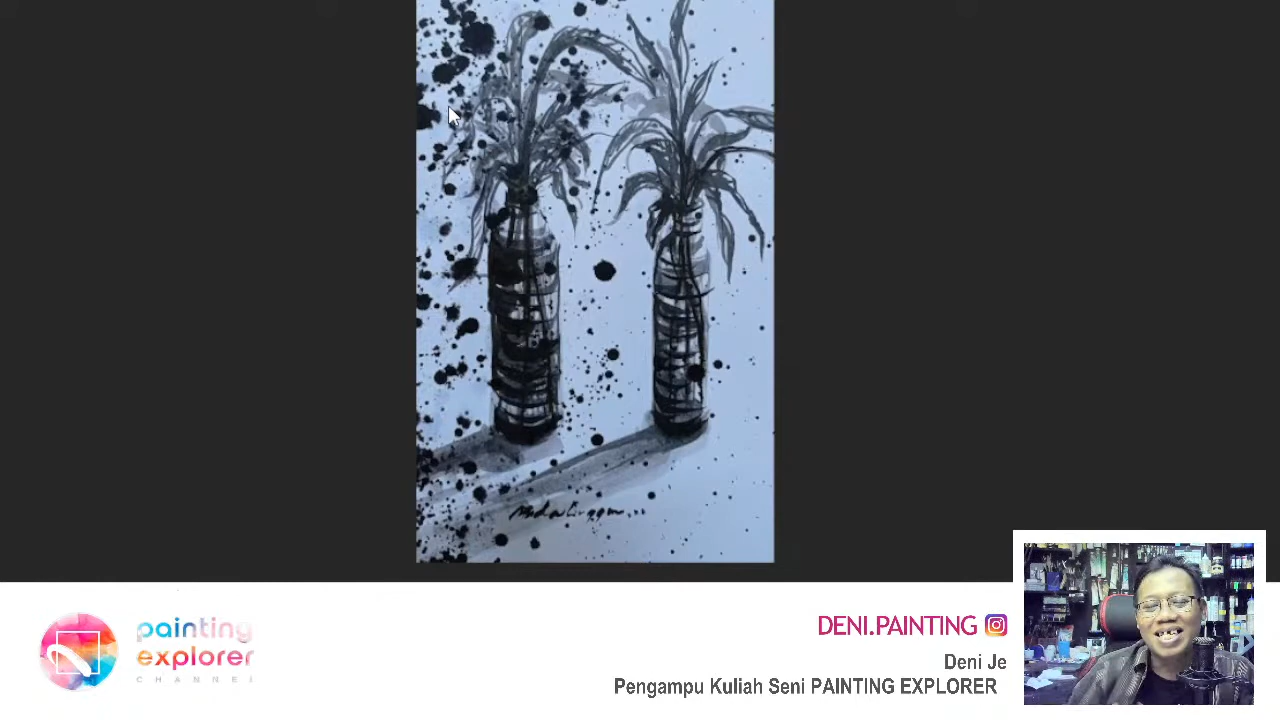 painting
explorer
CHANNEL
DENI.PAINTING
Deni Je
Pengampu Kuliah Seni PAINTING EXPLORER